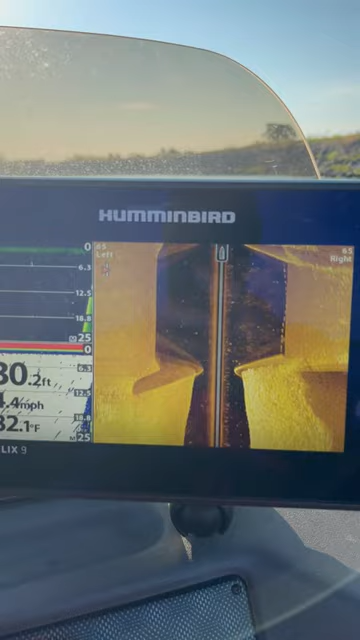 HUMMINBIRD
65
Left
65
Right
0
6.3
12.5
18.8
25
0
6.3
12.5
18.8
25
30.2ft
4.4mph
82.1°F
LIX 9